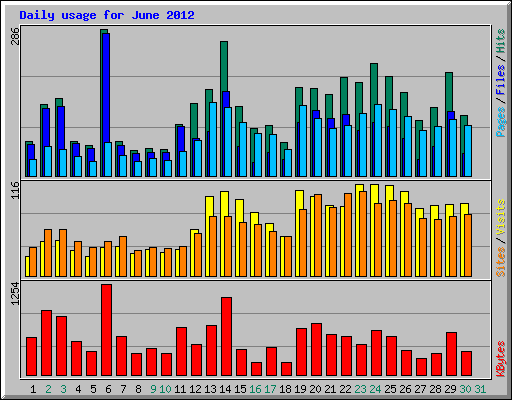 Daily usage for June 2012
286
Pages / Files / Hits
116
Sites / Visits
1254
KBytes
1 2 3 4 5 6 7 8 9 10 11 12 13 14 15 16 17 18 19 20 21 22 23 24 25 26 27 28 29 30 31